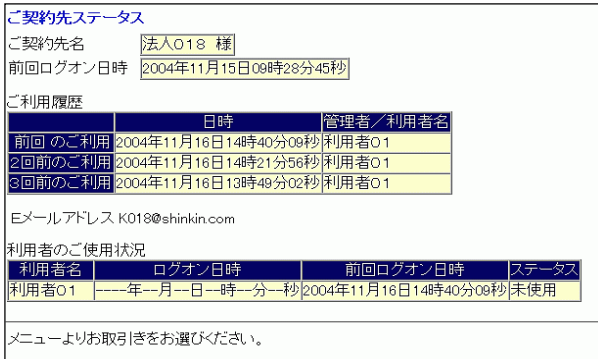 ご契約先ステータス
ご契約先名 法人０１８ 様
前回ログオン日時 2004年11月15日09時28分45秒
ご利用履歴
日時 管理者／利用者名
前回 のご利用 2004年11月16日14時40分09秒 利用者０１
２回前のご利用 2004年11月16日14時21分56秒 利用者０１
３回前のご利用 2004年11月16日13時49分02秒 利用者０１
Eメールアドレス K018@shinkin.com
利用者のご使用状況
利用者名 ログオン日時 前回ログオン日時 ステータス
利用者０１ ----年--月--日--時--分--秒 2004年11月16日14時40分09秒 未使用
メニューよりお取引きをお選びください。